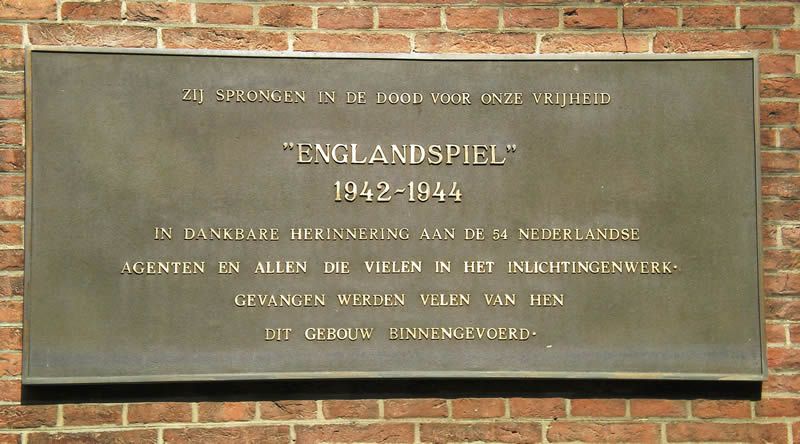 ZIJ SPRONGEN IN DE DOOD VOOR ONZE VRIJHEID
"ENGLANDSPIEL"
1942~1944
IN DANKBARE HERINNERING AAN DE 54 NEDERLANDSE
AGENTEN EN ALLEN DIE VIELEN IN HET INLICHTINGENWERK·
GEVANGEN WERDEN VELEN VAN HEN
DIT GEBOUW BINNENGEVOERD·